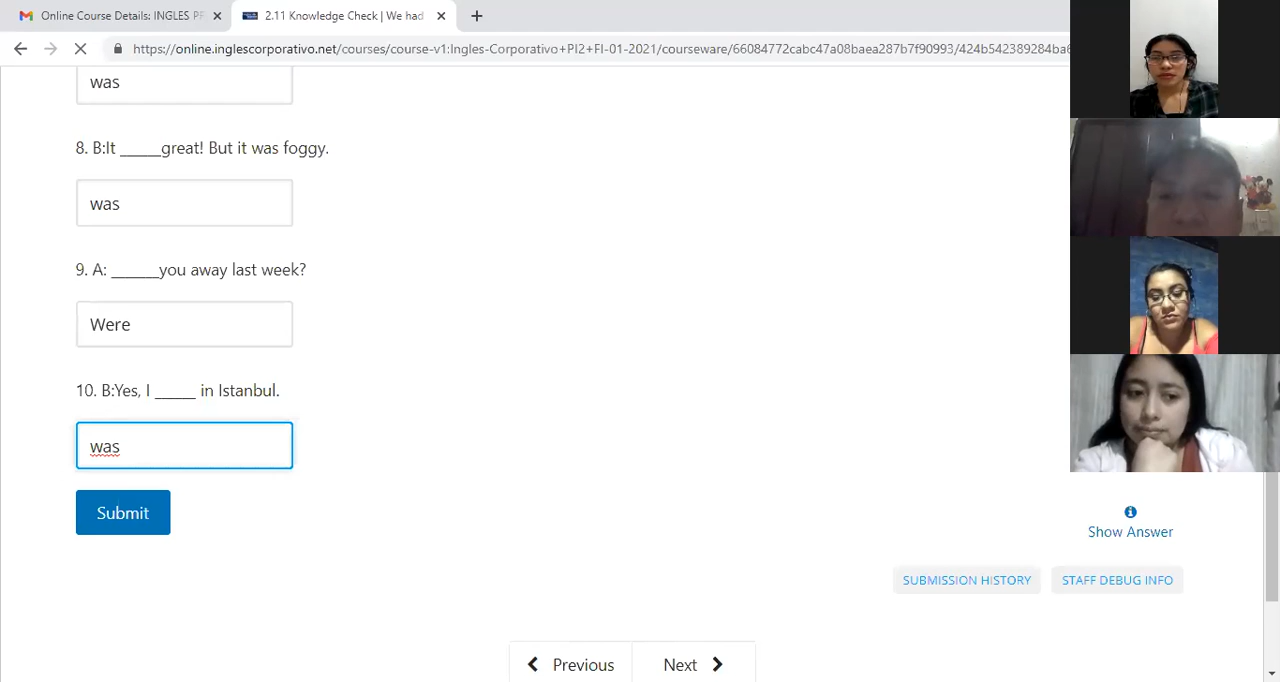 Online Course Details: INGLES PF
2.11 Knowledge Check | We had
https://online.inglescorporativo.net/courses/course-v1:Ingles-Corporativo+PI2+FI-01-2021/courseware/66084772cabc47a08baea287b7f90993/424b542389284ba6
was
8. B:It _____great! But it was foggy.
was
9. A: ______you away last week?
Were
10. B:Yes, I _____ in Istanbul.
was
Submit
Show Answer
SUBMISSION HISTORY
STAFF DEBUG INFO
Previous
Next